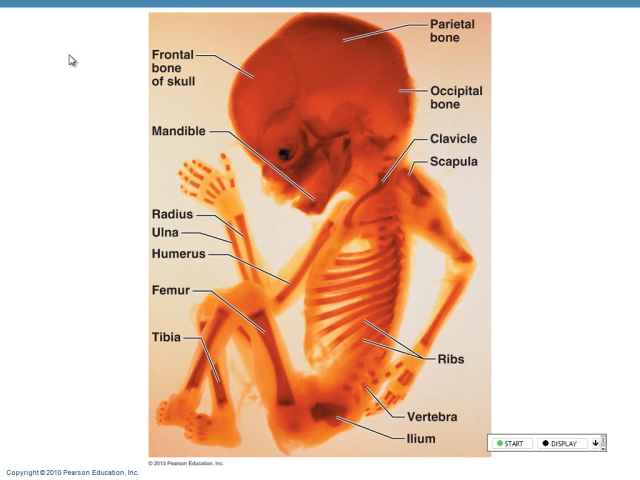 Parietal
bone
Frontal
bone
of skull
Occipital
bone
Mandible
Clavicle
Scapula
Radius
Ulna
Humerus
Femur
Tibia
Ribs
Vertebra
Ilium
START
DISPLAY
© 2013 Pearson Education, Inc.
Copyright © 2010 Pearson Education, Inc.